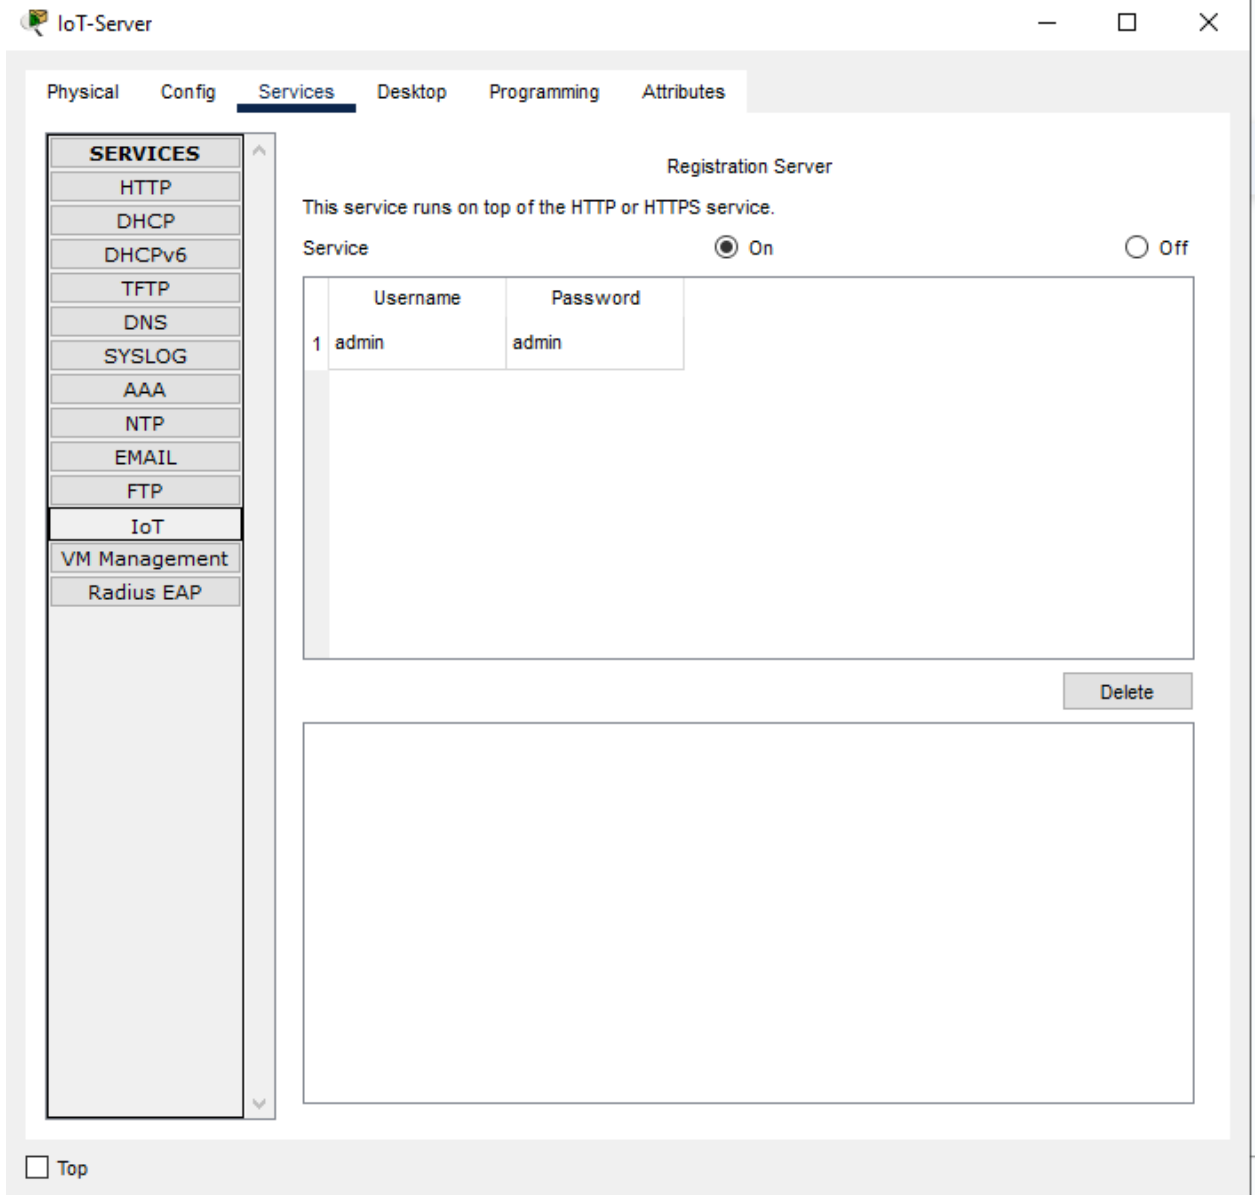 IoT-Server
Physical Config Services Desktop Programming Attributes
SERVICES
HTTP
DHCP
DHCPv6
TFTP
DNS
SYSLOG
AAA
NTP
EMAIL
FTP
IoT
VM Management
Radius EAP
Registration Server
This service runs on top of the HTTP or HTTPS service.
Service On Off
Username Password
1 admin admin
Delete
Top